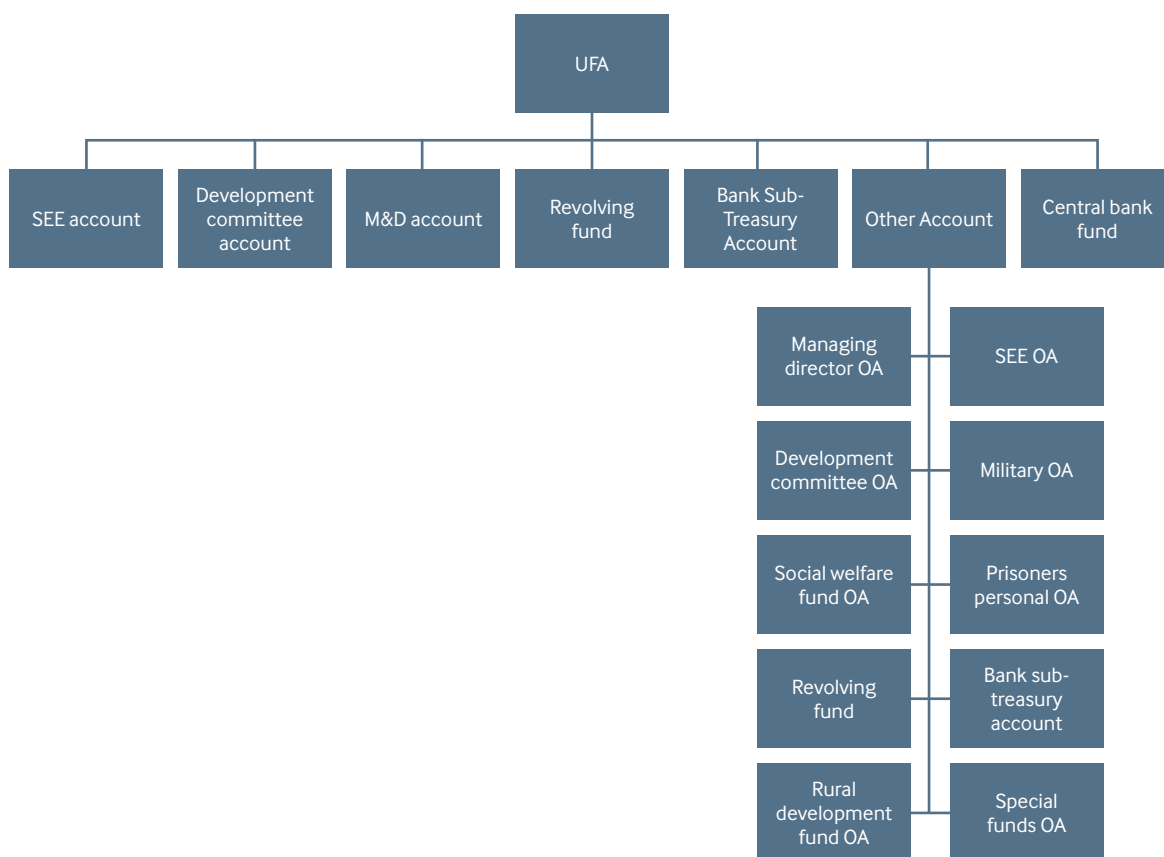 UFA
SEE account
Development
committee
account
M&D account
Revolving
fund
Bank Sub-
Treasury
Account
Other Account
Central bank
fund
Managing
director OA
SEE OA
Development
committee OA
Military OA
Social welfare
fund OA
Prisoners
personal OA
Revolving
fund
Bank sub-
treasury
account
Rural
development
fund OA
Special
funds OA